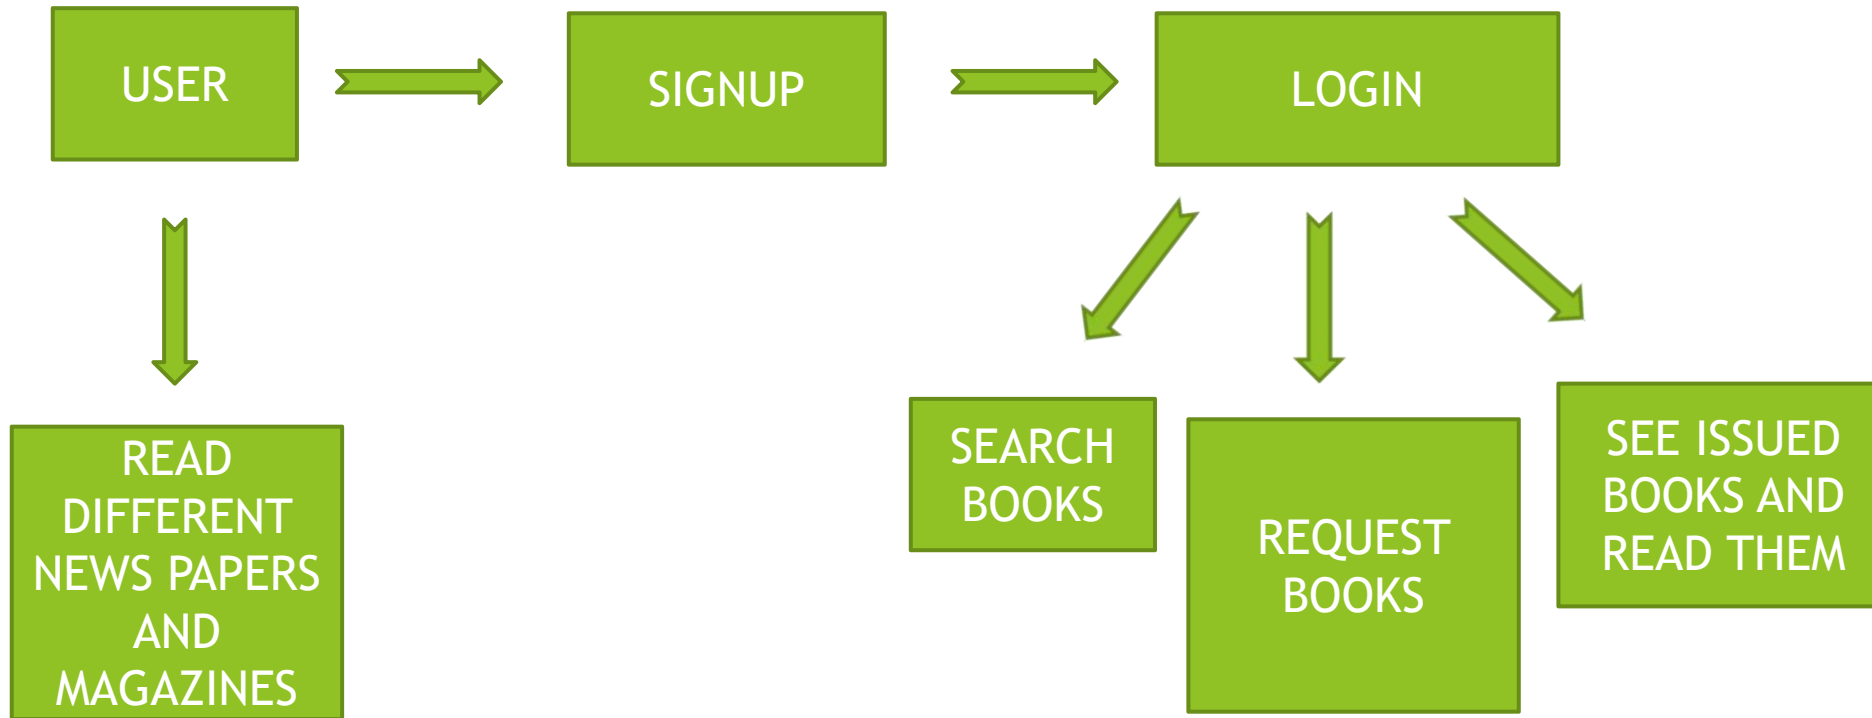 USER
SIGNUP
LOGIN
READ
DIFFERENT
NEWS PAPERS
AND
MAGAZINES
SEARCH
BOOKS
REQUEST
BOOKS
SEE ISSUED
BOOKS AND
READ THEM